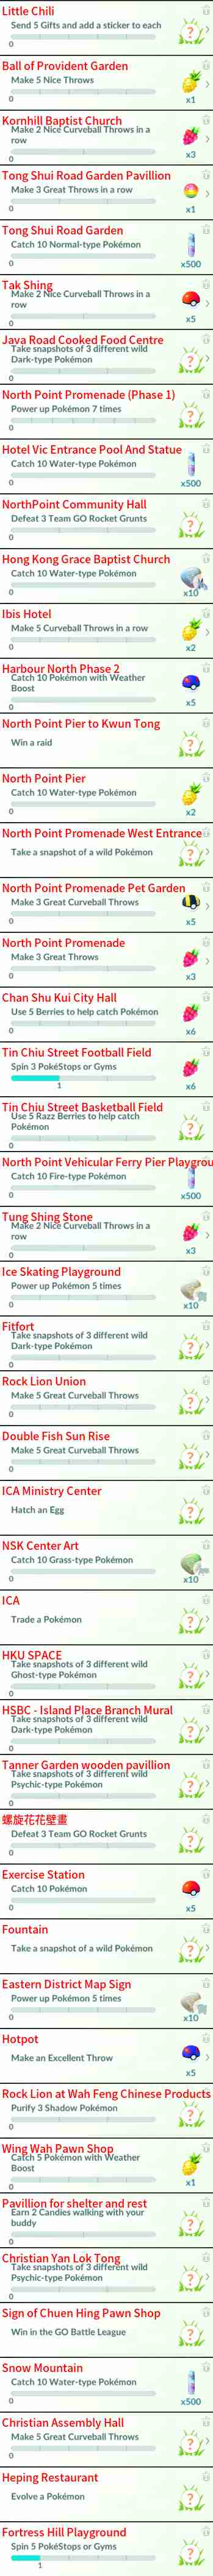 Little Chili
Send 5 Gifts and add a sticker to each
0
Ball of Provident Garden
Make 5 Nice Throws
0
x1
Kornhill Baptist Church
Make 2 Nice Curveball Throws in a
row
0
x3
Tong Shui Road Garden Pavillion
Make 3 Great Throws in a row
0
x1
Tong Shui Road Garden
Catch 10 Normal-type Pokémon
0
x500
Tak Shing
Make 2 Nice Curveball Throws in a
row
0
x5
Java Road Cooked Food Centre
Take snapshots of 3 different wild
Dark-type Pokémon
0
North Point Promenade (Phase 1)
Power up Pokémon 7 times
0
Hotel Vic Entrance Pool And Statue
Catch 10 Water-type Pokémon
0
x500
NorthPoint Community Hall
Defeat 3 Team GO Rocket Grunts
0
Hong Kong Grace Baptist Church
Catch 10 Water-type Pokémon
0
x10
Ibis Hotel
Make 5 Curveball Throws in a row
0
x2
Harbour North Phase 2
Catch 10 Pokémon with Weather
Boost
0
x5
North Point Pier to Kwun Tong
Win a raid
North Point Pier
Catch 10 Water-type Pokémon
0
x2
North Point Promenade West Entrance
Take a snapshot of a wild Pokémon
North Point Promenade Pet Garden
Make 3 Great Curveball Throws
0
x5
North Point Promenade
Make 3 Great Throws
0
x3
Chan Shu Kui City Hall
Use 5 Berries to help catch Pokémon
0
x6
Tin Chiu Street Football Field
Spin 3 PokéStops or Gyms
1
x6
Tin Chiu Street Basketball Field
Use 5 Razz Berries to help catch
Pokémon
0
North Point Vehicular Ferry Pier Playgrou
Catch 10 Fire-type Pokémon
0
x500
Tung Shing Stone
Make 2 Nice Curveball Throws in a
row
0
x3
Ice Skating Playground
Power up Pokémon 5 times
0
x10
Fitfort
Take snapshots of 3 different wild
Dark-type Pokémon
0
Rock Lion Union
Make 5 Great Curveball Throws
0
Double Fish Sun Rise
Make 5 Great Curveball Throws
0
ICA Ministry Center
Hatch an Egg
NSK Center Art
Catch 10 Grass-type Pokémon
0
x10
ICA
Trade a Pokémon
HKU SPACE
Take snapshots of 3 different wild
Ghost-type Pokémon
0
HSBC - Island Place Branch Mural
Take snapshots of 3 different wild
Dark-type Pokémon
0
Tanner Garden wooden pavillion
Take snapshots of 3 different wild
Psychic-type Pokémon
0
螺旋花花壁畫
Defeat 3 Team GO Rocket Grunts
0
Exercise Station
Catch 10 Pokémon
0
x5
Fountain
Take a snapshot of a wild Pokémon
Eastern District Map Sign
Power up Pokémon 5 times
0
x10
Hotpot
Make an Excellent Throw
x5
Rock Lion at Wah Feng Chinese Products
Purify 3 Shadow Pokémon
0
Wing Wah Pawn Shop
Catch 5 Pokémon with Weather
Boost
0
x1
Pavillion for shelter and rest
Earn 2 Candies walking with your
buddy
0
Christian Yan Lok Tong
Take snapshots of 3 different wild
Psychic-type Pokémon
0
Sign of Chuen Hing Pawn Shop
Win in the GO Battle League
Snow Mountain
Catch 10 Water-type Pokémon
0
x500
Christian Assembly Hall
Make 5 Great Curveball Throws
0
Heping Restaurant
Evolve a Pokémon
Fortress Hill Playground
Spin 5 PokéStops or Gyms
1